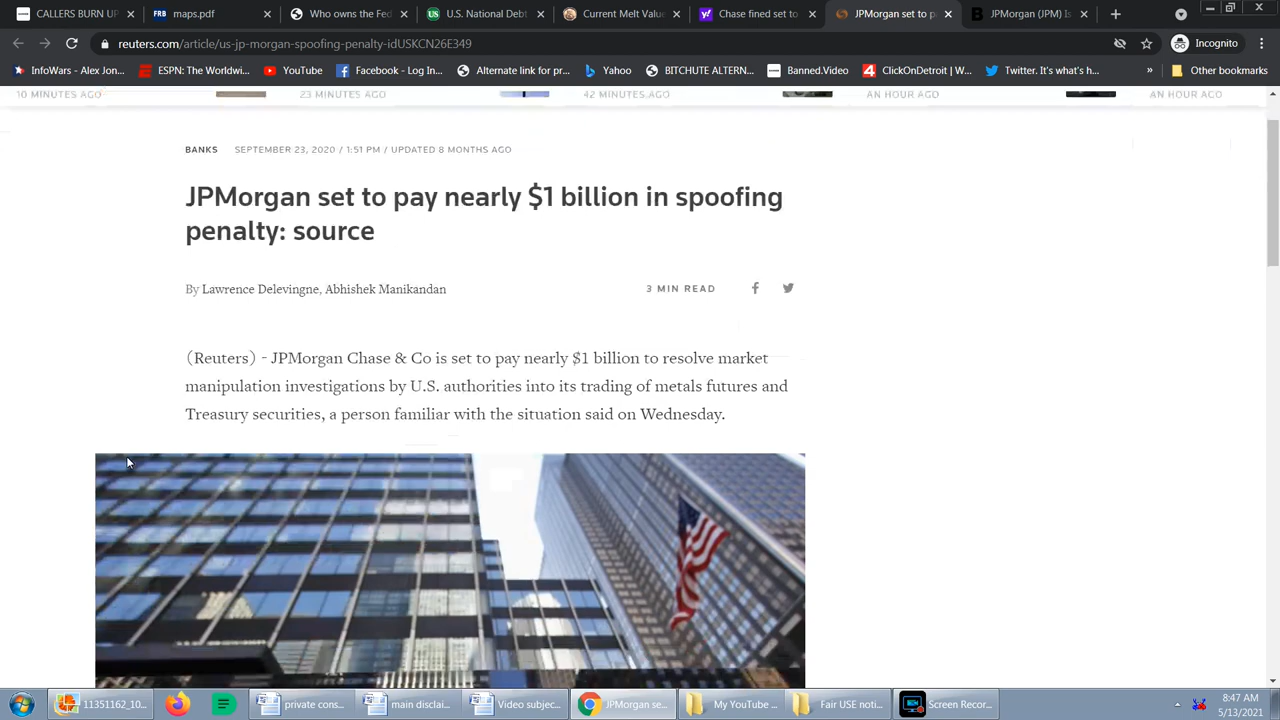 CALLERS BURN UP
FRB maps.pdf
Who owns the Fed
U.S. National Debt
Current Melt Value
Chase fined set to
JPMorgan set to p
JPMorgan (JPM) Is
reuters.com/article/us-jp-morgan-spoofing-penalty-idUSKCN26E349
Incognito
InfoWars - Alex Jon...
ESPN: The Worldwi...
YouTube
Facebook - Log In...
Alternate link for pr...
Yahoo
BITCHUTE ALTERN...
Banned.Video
ClickOnDetroit | W...
Twitter. It's what's h...
»
Other bookmarks
10 MINUTES AGO
23 MINUTES AGO
42 MINUTES AGO
AN HOUR AGO
AN HOUR AGO
BANKS SEPTEMBER 23, 2020 / 1:51 PM / UPDATED 8 MONTHS AGO
JPMorgan set to pay nearly $1 billion in spoofing
penalty: source
By Lawrence Delevingne, Abhishek Manikandan
3 MIN READ
(Reuters) - JPMorgan Chase & Co is set to pay nearly $1 billion to resolve market
manipulation investigations by U.S. authorities into its trading of metals futures and
Treasury securities, a person familiar with the situation said on Wednesday.
11351162_10...
private cons...
main disclai...
Video subjec...
JPMorgan se...
My YouTube ...
Fair USE noti...
Screen Recor...
8:47 AM
5/13/2021